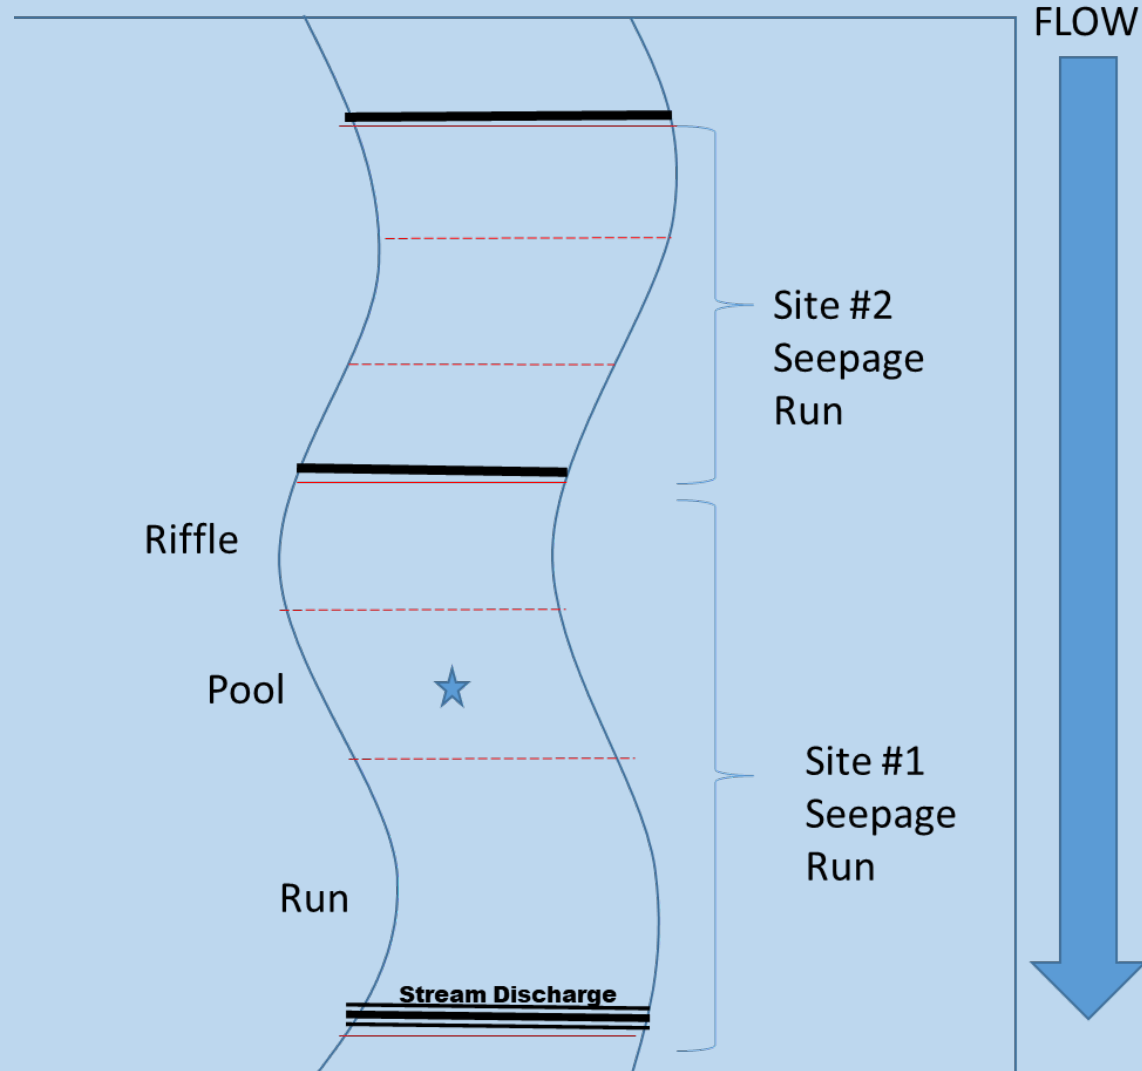 FLOW
Site #2
Seepage
Run
Riffle
Pool
Site #1
Seepage
Run
Run
Stream Discharge